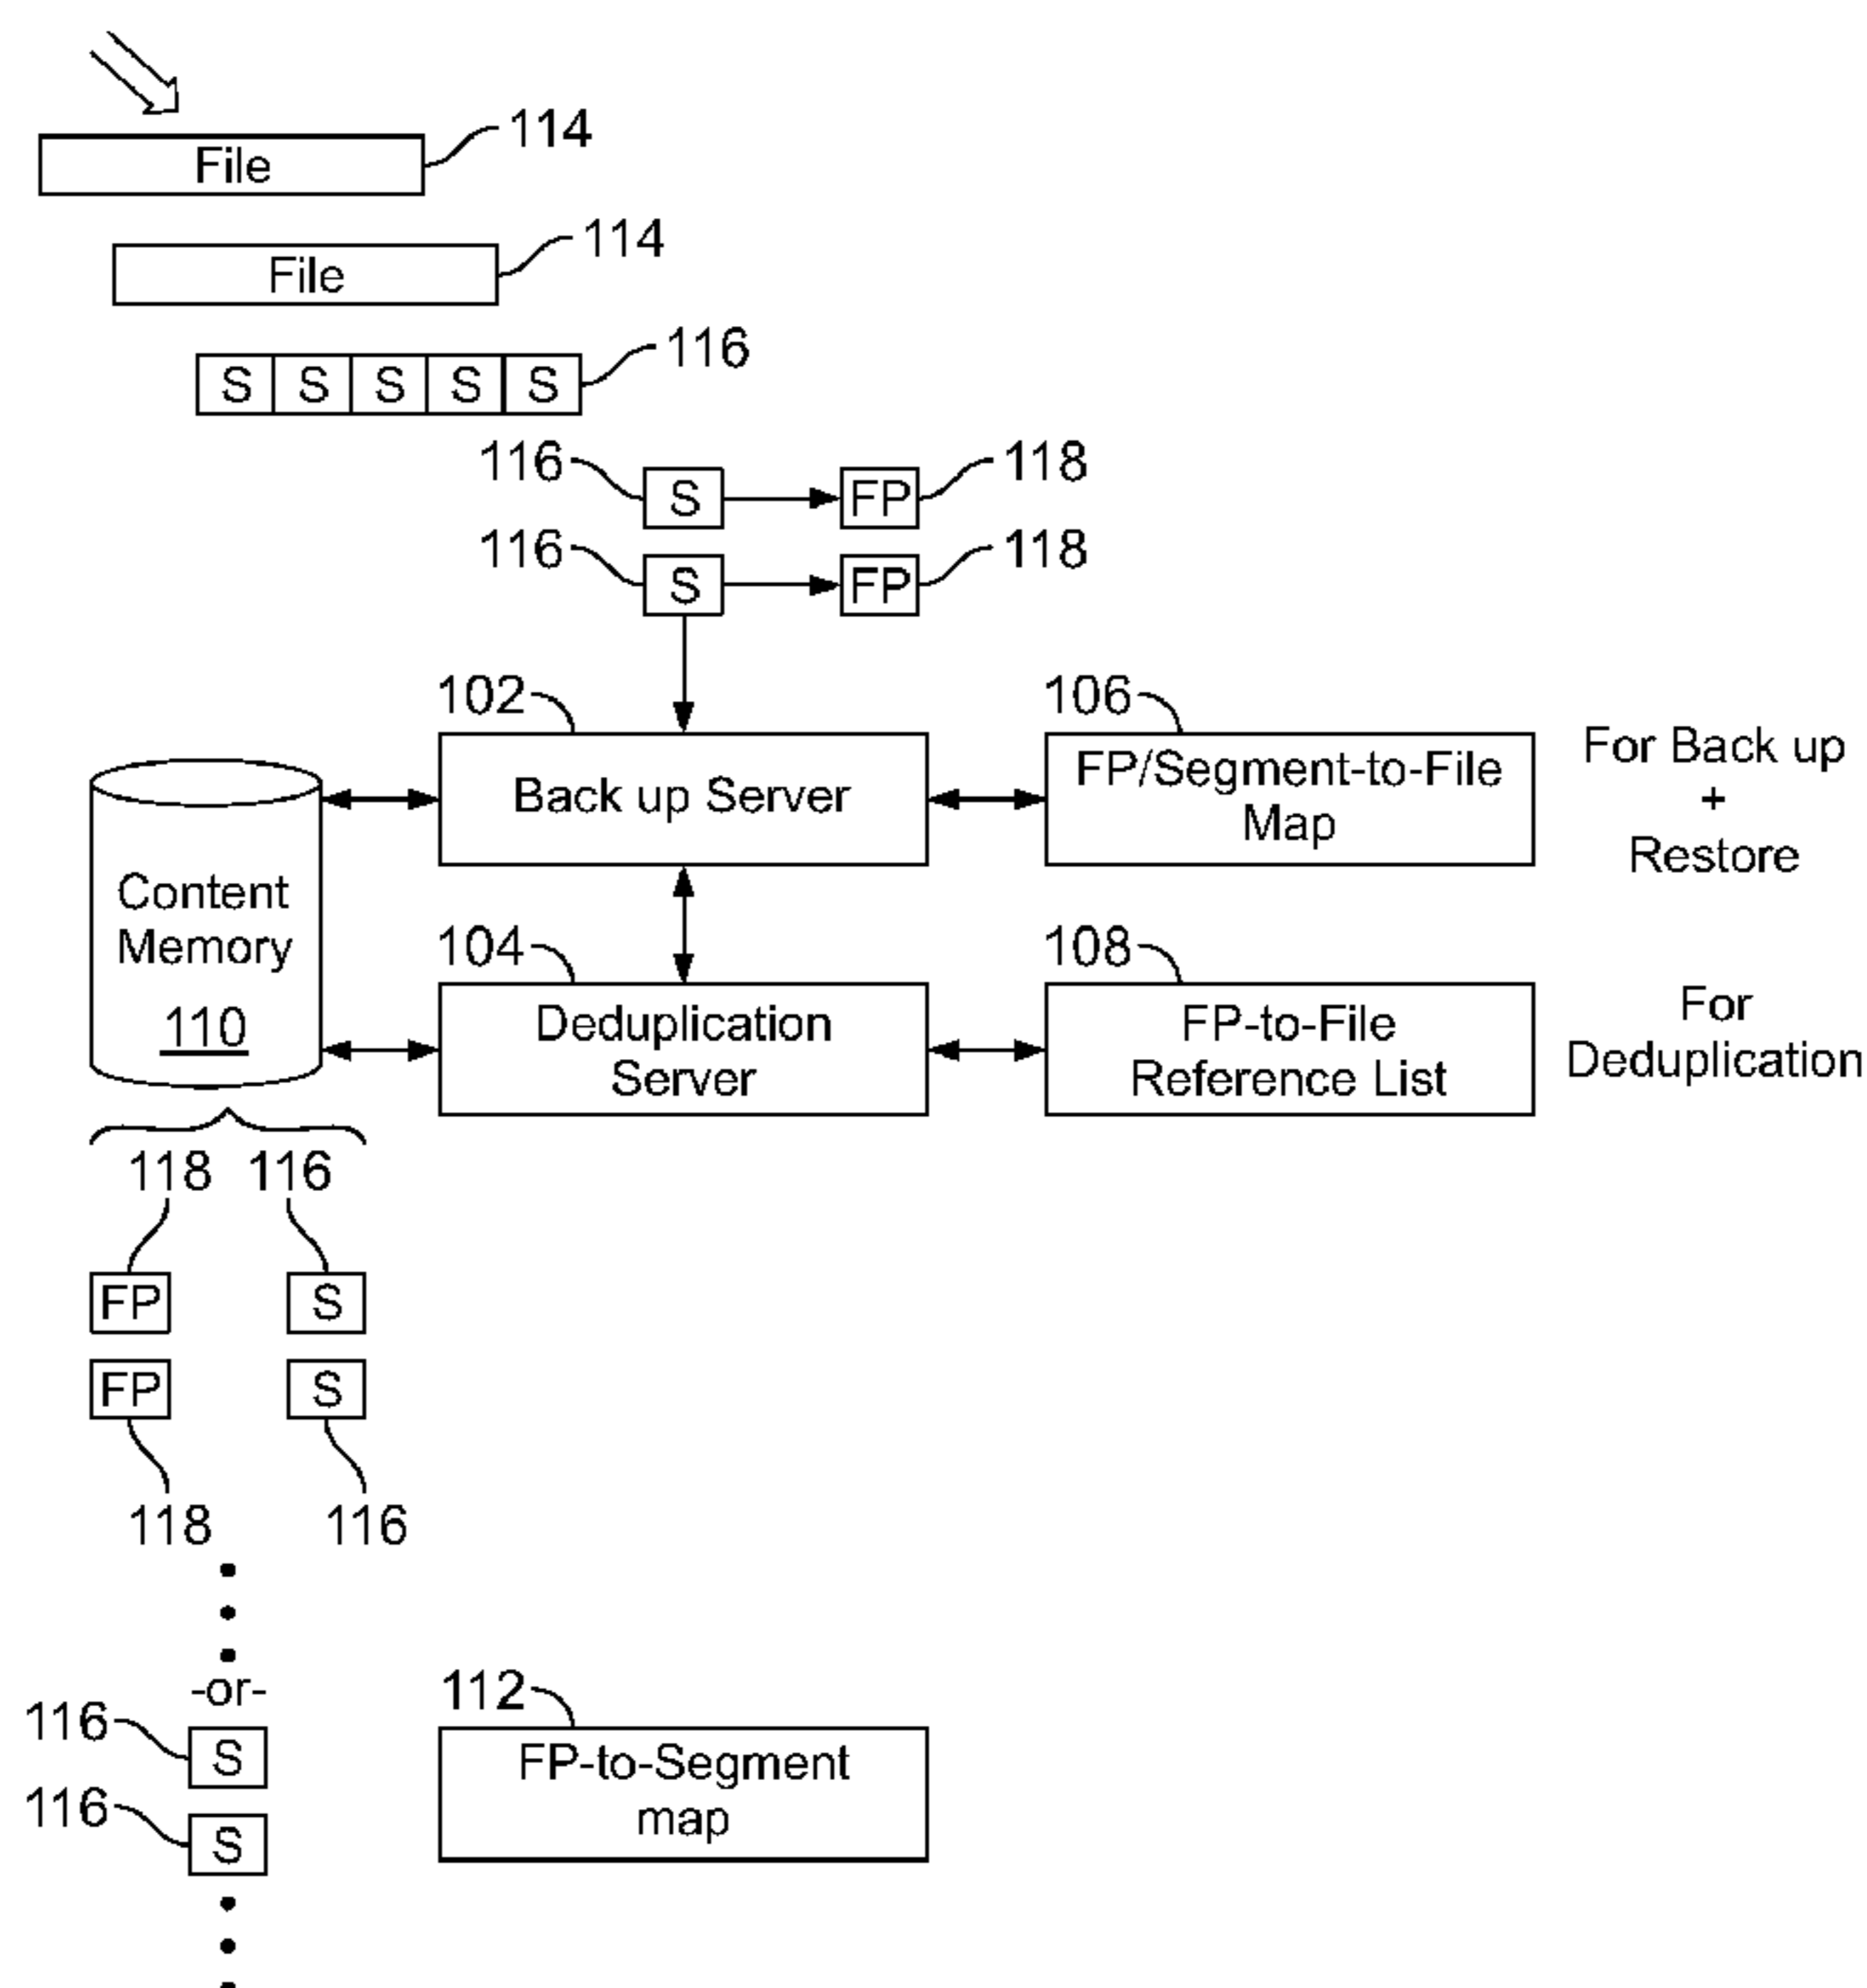 114
File
114
File
116
S S S S S
116 S FP 118
116 S FP 118
102
106
Back up Server
FP/Segment-to-File
Map
For Back up
+
Restore
Content
Memory
110
104
108
Deduplication
Server
FP-to-File
Reference List
For
Deduplication
118 116
FP S
FP S
118 116
-or-
116
S
116
S
112
FP-to-Segment
map